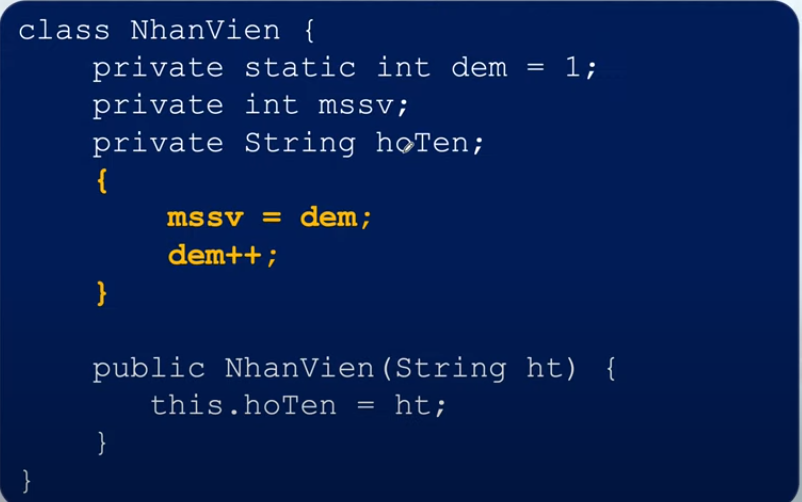 class NhanVien {
private static int dem = 1;
private int mssv;
private String hoTen;
{
mssv = dem;
dem++;
}
public NhanVien(String ht) {
this.hoTen = ht;
}
}